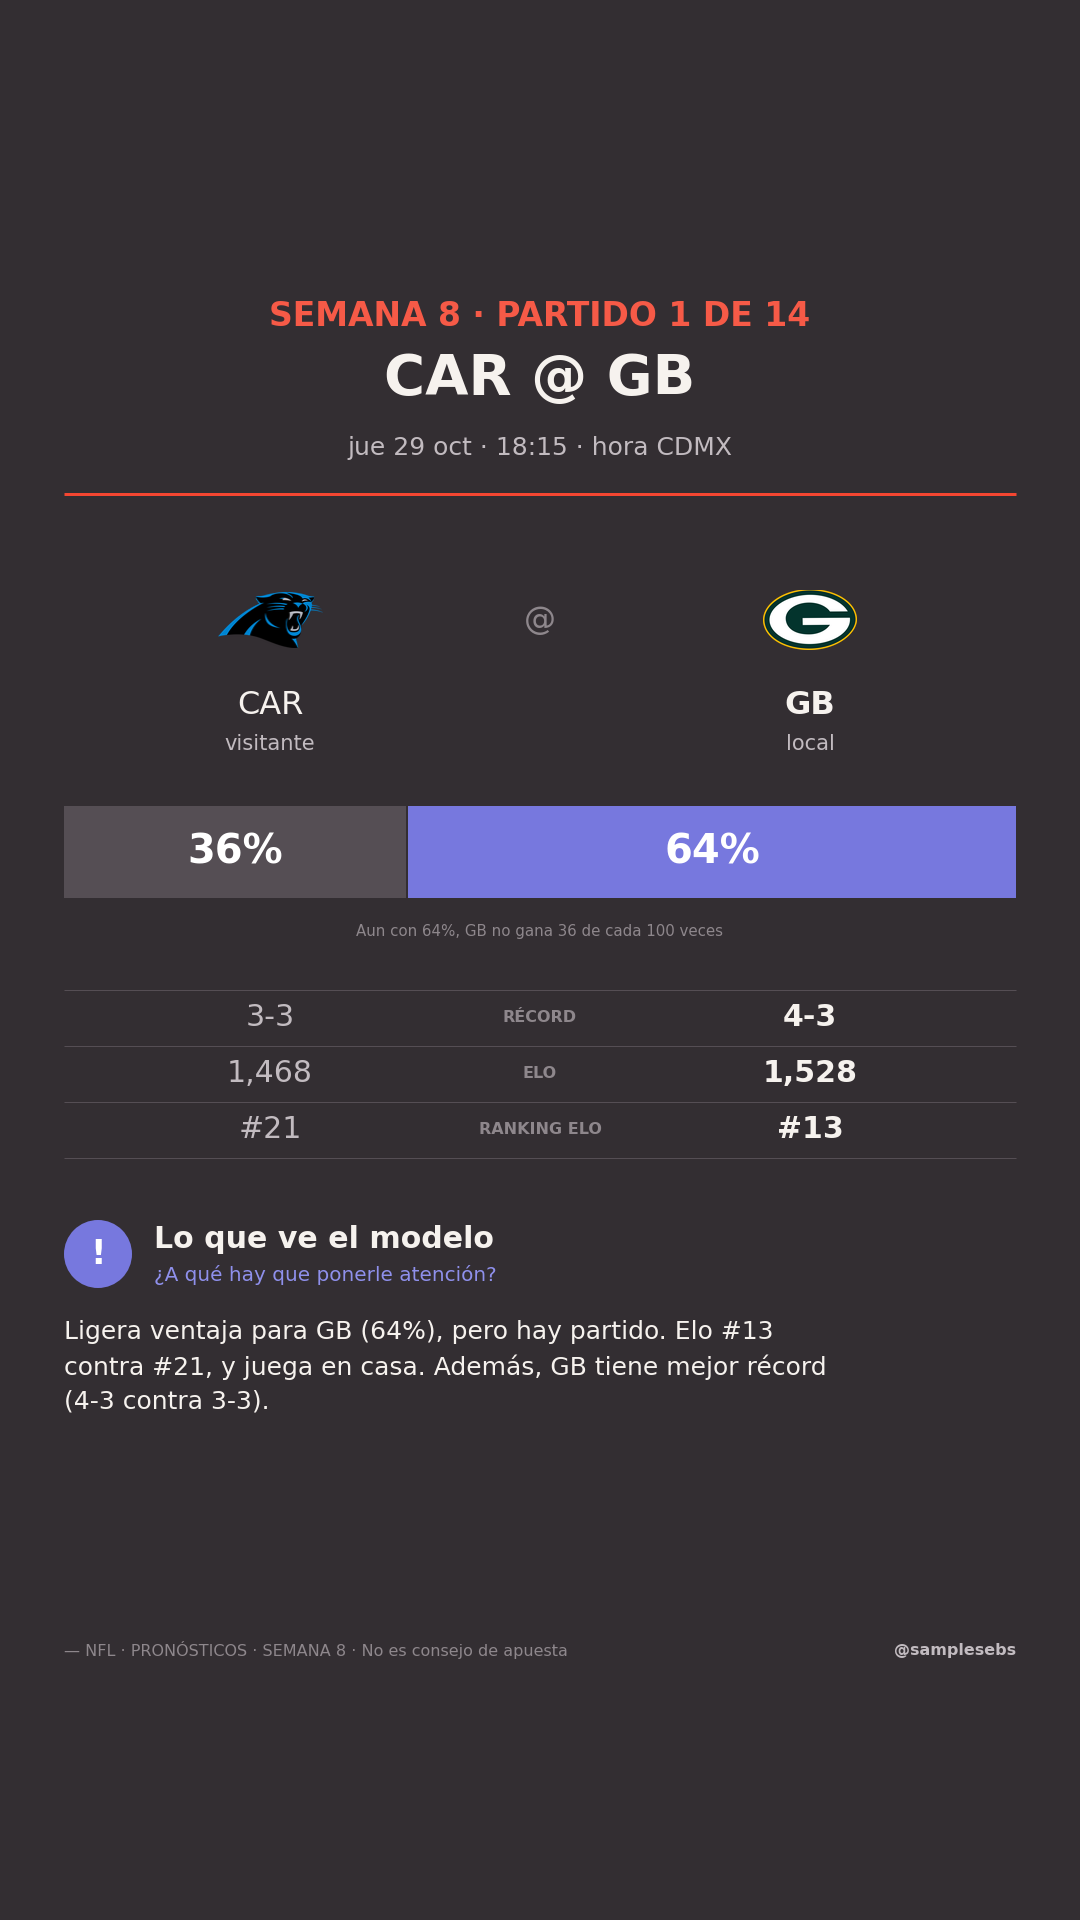 SEMANA 8 · PARTIDO 1 DE 14
CAR @ GB
jue 29 oct · 18:15 · hora CDMX
@
G
CAR
GB
visitante
local
36%
64%
Aun con 64%, GB no gana 36 de cada 100 veces
3-3
RÉCORD
4-3
1,468
ELO
1,528
#21
RANKING ELO
#13
!
Lo que ve el modelo
¿A qué hay que ponerle atención?
Ligera ventaja para GB (64%), pero hay partido. Elo #13
contra #21, y juega en casa. Además, GB tiene mejor récord
(4-3 contra 3-3).
— NFL · PRONÓSTICOS · SEMANA 8 · No es consejo de apuesta
@samplesebs